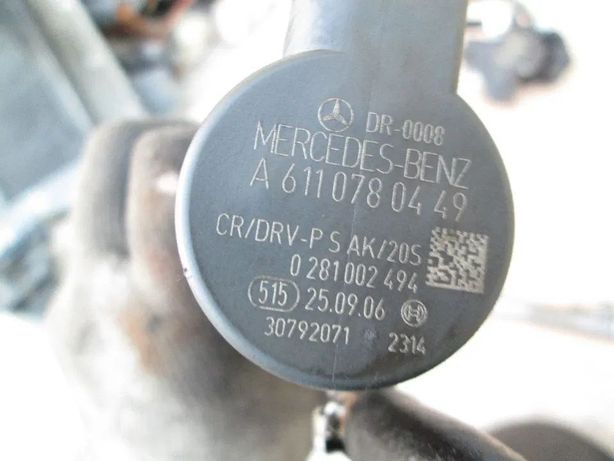 DR-0008
MERCEDES-BENZ
A 611 078 04 49
CR/DRV-P S AK/20S
0 281 002 494
515 25.09.06
30792071 2314